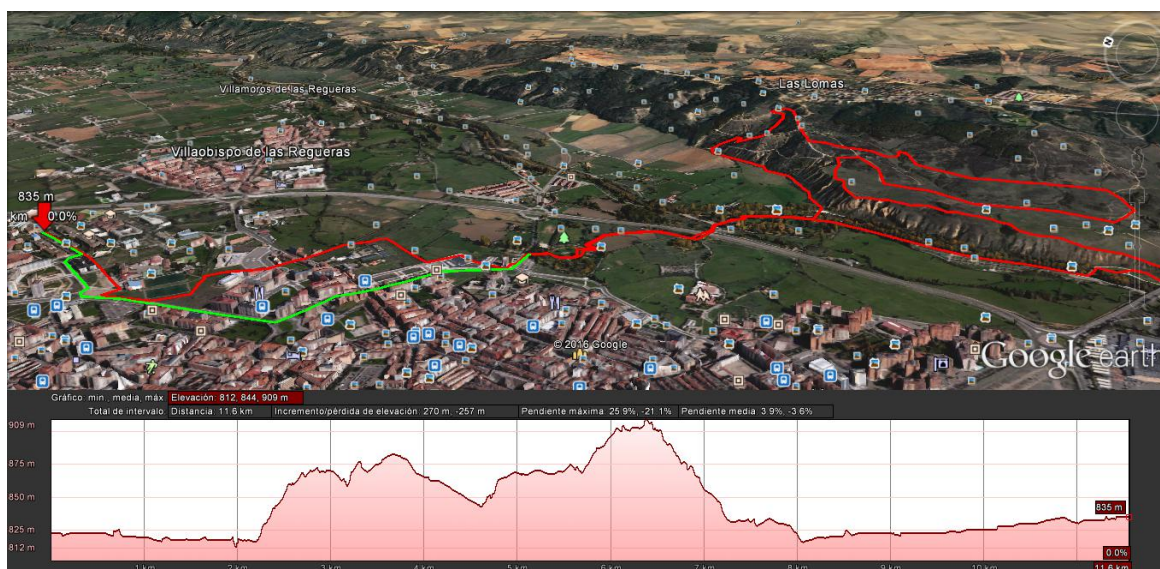 Las Lomas
Villamoros de las Regueras
Villaobispo de las Regueras
835 m
km 0.0%
© 2016 Google
Google earth
Gráfico: min., media, máx. Elevación: 812, 844, 909 m
Total de intervalo: Distancia: 11.6 km Incremento/pérdida de elevación: 270 m, -257 m Pendiente máxima: 25.9%, -21.1% Pendiente media: 3.9%, -3.6%
909 m
875 m
850 m
825 m
812 m
835 m
0.0%
1 km 2 km 3 km 4 km 5 km 6 km 7 km 8 km 9 km 10 km 11.6 km